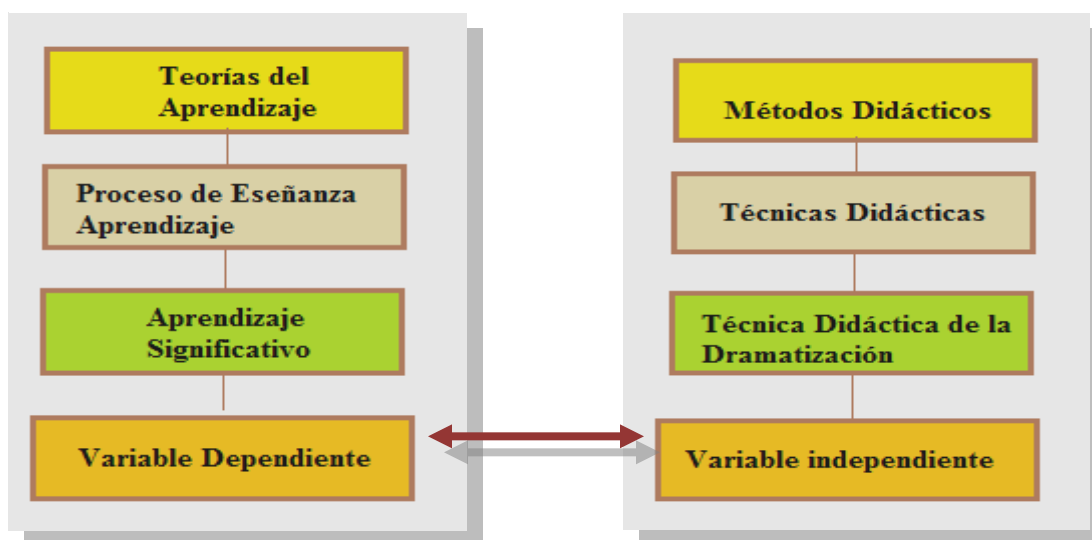 Teorías del
Aprendizaje
Proceso de Eseñanza
Aprendizaje
Aprendizaje
Significativo
Variable Dependiente
Métodos Didácticos
Técnicas Didácticas
Técnica Didáctica de la
Dramatización
Variable independiente